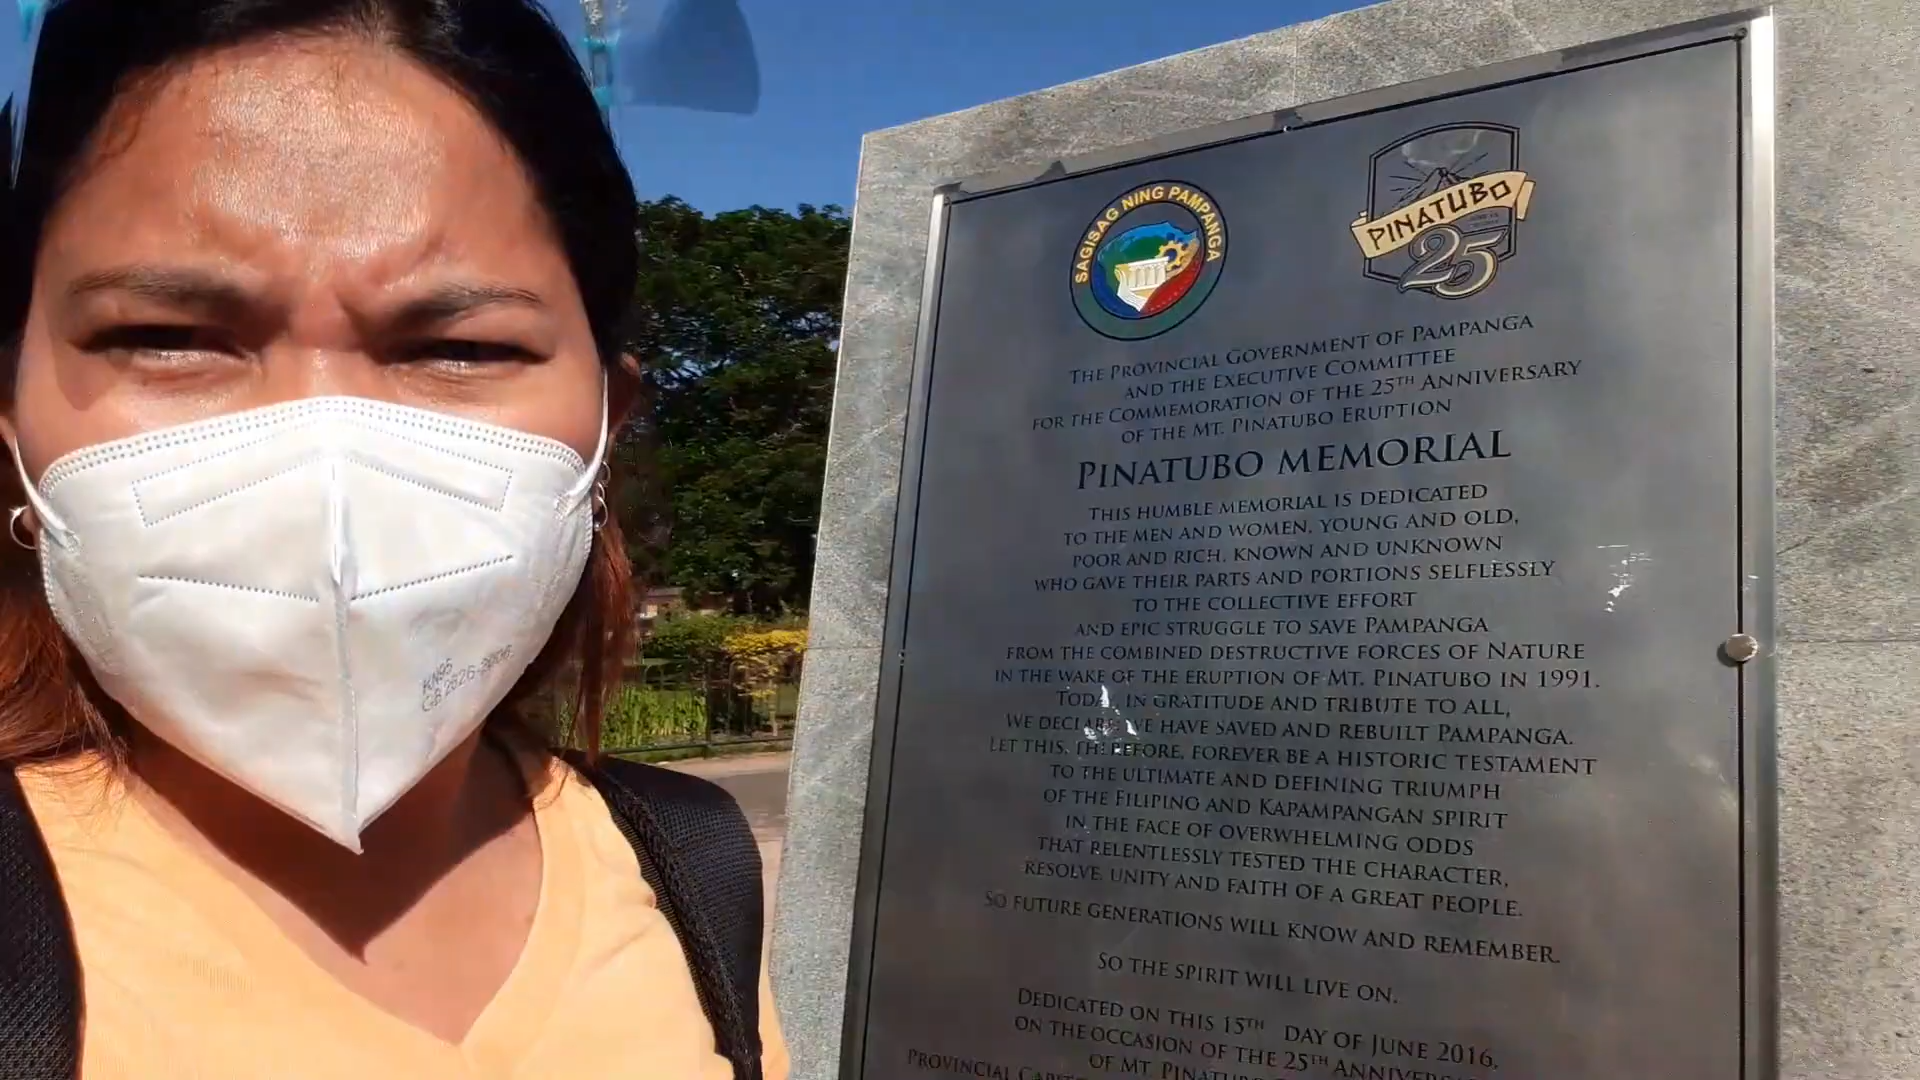 KN95
GB 2626-2006
SAGISAG NING PAMPANGA
PINATUBO
25
THE PROVINCIAL GOVERNMENT OF PAMPANGA
AND THE EXECUTIVE COMMITTEE
FOR THE COMMEMORATION OF THE 25TH ANNIVERSARY
OF THE MT. PINATUBO ERUPTION
PINATUBO MEMORIAL
THIS HUMBLE MEMORIAL IS DEDICATED
TO THE MEN AND WOMEN, YOUNG AND OLD,
POOR AND RICH, KNOWN AND UNKNOWN
WHO GAVE THEIR PARTS AND PORTIONS SELFLESSLY
TO THE COLLECTIVE EFFORT
AND EPIC STRUGGLE TO SAVE PAMPANGA
FROM THE COMBINED DESTRUCTIVE FORCES OF NATURE
IN THE WAKE OF THE ERUPTION OF MT. PINATUBO IN 1991.
TODAY, IN GRATITUDE AND TRIBUTE TO ALL,
WE DECLARE WE HAVE SAVED AND REBUILT PAMPANGA.
LET THIS, THEREFORE, FOREVER BE A HISTORIC TESTAMENT
TO THE ULTIMATE AND DEFINING TRIUMPH
OF THE FILIPINO AND KAPAMPANGAN SPIRIT
IN THE FACE OF OVERWHELMING ODDS
THAT RELENTLESSLY TESTED THE CHARACTER,
RESOLVE, UNITY AND FAITH OF A GREAT PEOPLE.
SO FUTURE GENERATIONS WILL KNOW AND REMEMBER.
SO THE SPIRIT WILL LIVE ON.
DEDICATED ON THIS 15TH DAY OF JUNE 2016,
ON THE OCCASION OF THE 25TH
OF MT. PINATUBO
PROVINCIAL